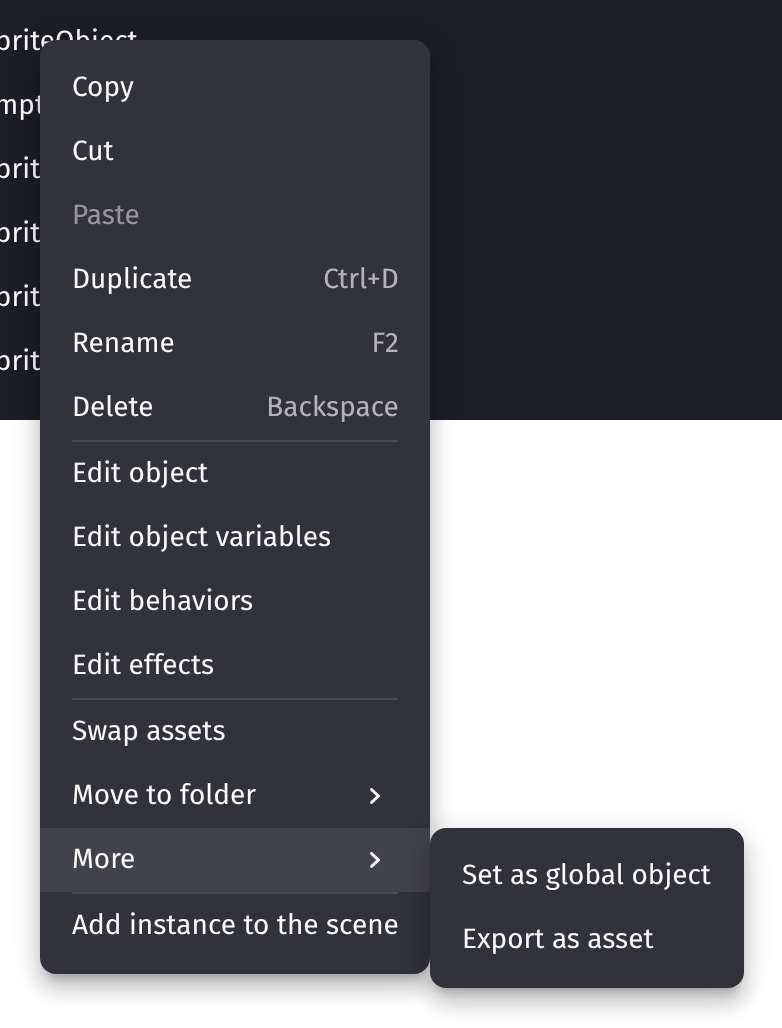 priteObject
Copy
Cut
Paste
Duplicate Ctrl+D
Rename F2
Delete Backspace
Edit object
Edit object variables
Edit behaviors
Edit effects
Swap assets
Move to folder
More
Set as global object
Add instance to the scene
Export as asset